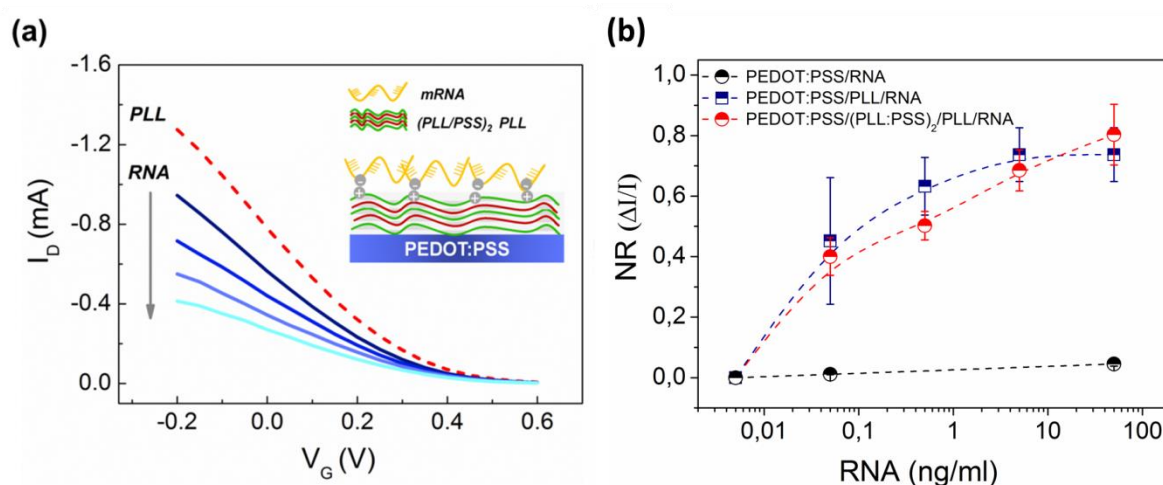 (a)
-1.6
-1.2
-0.8
-0.4
0.0
I_D (mA)
-0.2 0.0 0.2 0.4 0.6
V_G (V)
PLL
RNA
mRNA
(PLL/PSS)₂ PLL
- - - -
+ + + +
PEDOT:PSS
(b)
PEDOT:PSS/RNA
PEDOT:PSS/PLL/RNA
PEDOT:PSS/(PLL:PSS)₂/PLL/RNA
1,0
0,8
0,6
0,4
0,2
0,0
NR (ΔI/I)
0,01 0,1 1 10 100
RNA (ng/ml)